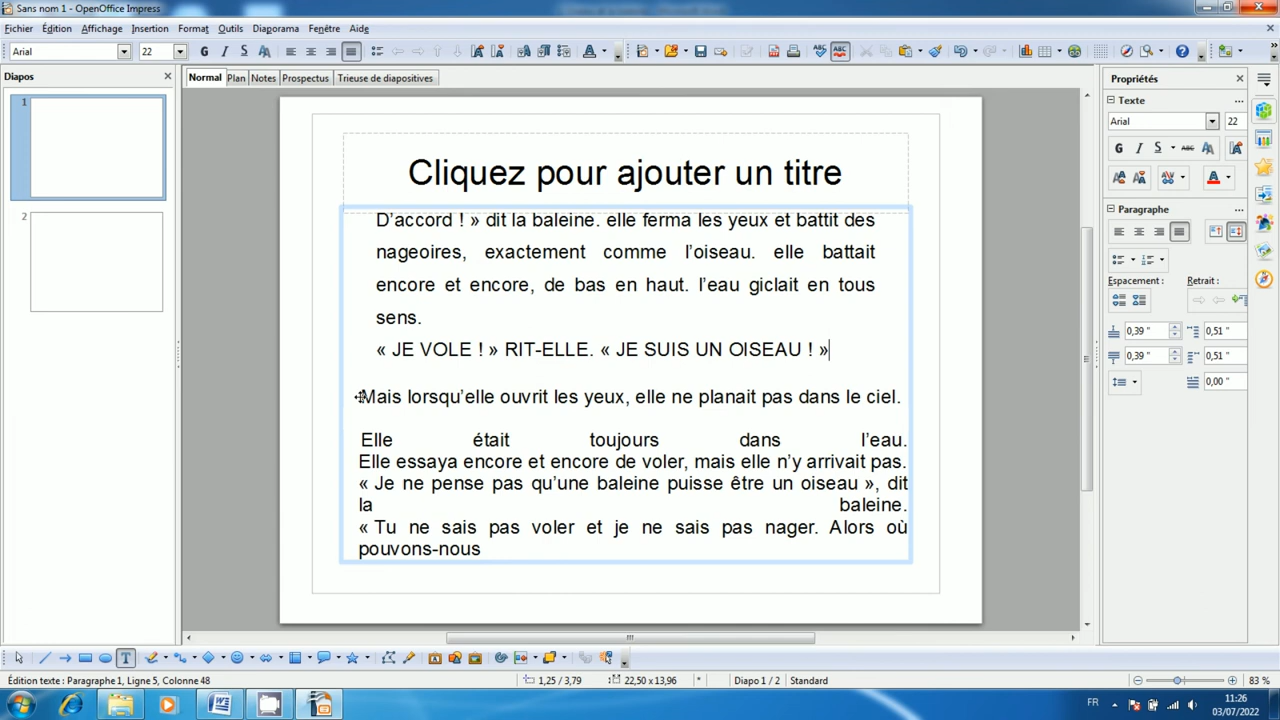 Sans nom 1 - OpenOffice Impress
Fichier Édition Affichage Insertion Format Outils Diaporama Fenêtre Aide
Arial 22
Diapos
Normal Plan Notes Prospectus Trieuse de diapositives
Propriétés
1
2
Cliquez pour ajouter un titre
D'accord ! » dit la baleine. elle ferma les yeux et battit des
nageoires, exactement comme l'oiseau. elle battait
encore et encore, de bas en haut. l'eau giclait en tous
sens.
« JE VOLE ! » RIT-ELLE. « JE SUIS UN OISEAU ! »
Mais lorsqu'elle ouvrit les yeux, elle ne planait pas dans le ciel.
Elle était toujours dans l'eau.
Elle essaya encore et encore de voler, mais elle n'y arrivait pas.
« Je ne pense pas qu'une baleine puisse être un oiseau », dit
la baleine.
« Tu ne sais pas voler et je ne sais pas nager. Alors où
pouvons-nous
Texte
Arial 22
Paragraphe
Espacement : Retrait :
0,39 " 0,51 "
0,39 " 0,51 "
0,00 "
Édition texte : Paragraphe 1, Ligne 5, Colonne 48 1,25 / 3,79 22,50 x 13,96 * Diapo 1 / 2 Standard 83 %
FR 11:26
03/07/2022